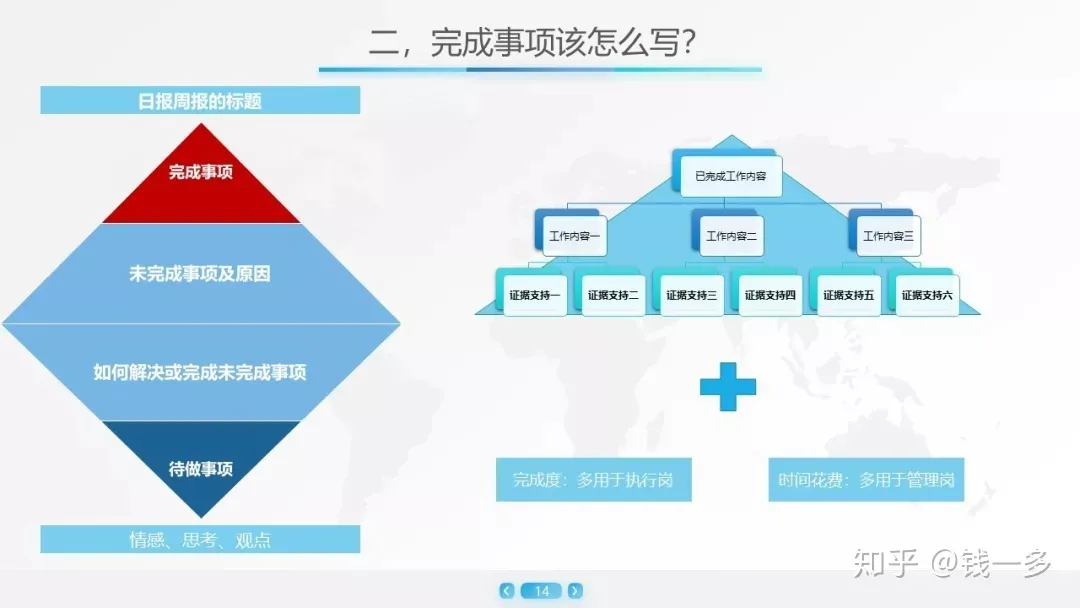 二，完成事项该怎么写？
日报周报的标题
完成事项
未完成事项及原因
如何解决或完成未完成事项
待做事项
情感、思考、观点
已完成工作内容
工作内容一
工作内容二
工作内容三
证据支持一
证据支持二
证据支持三
证据支持四
证据支持五
证据支持六
完成度：多用于执行岗
时间花费：多用于管理岗
知乎 @钱一多
14